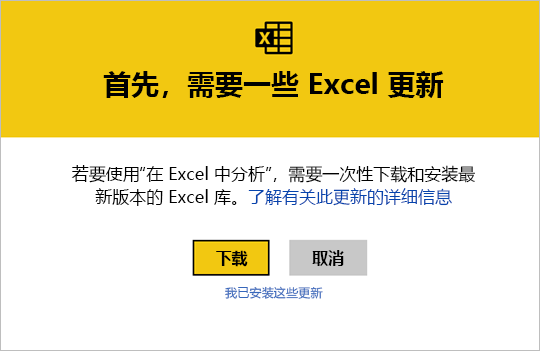 首先，需要一些 Excel 更新
若要使用“在 Excel 中分析”，需要一次性下载和安装最
新版本的 Excel 库。了解有关此更新的详细信息
下载
取消
我已安装这些更新